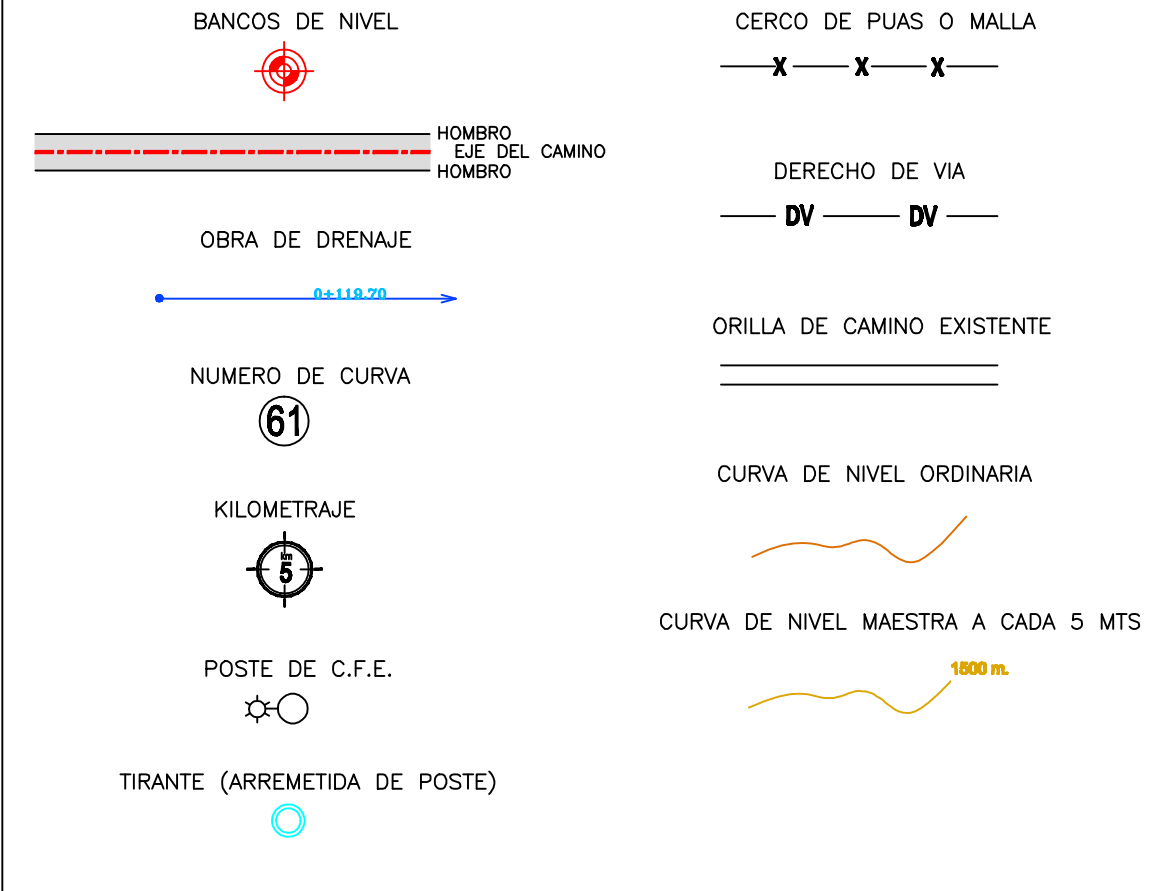 BANCOS DE NIVEL
HOMBRO
EJE DEL CAMINO
HOMBRO
OBRA DE DRENAJE
0+119.70
NUMERO DE CURVA
61
KILOMETRAJE
km
5
POSTE DE C.F.E.
TIRANTE (ARREMETIDA DE POSTE)
CERCO DE PUAS O MALLA
X X X
DERECHO DE VIA
DV DV
ORILLA DE CAMINO EXISTENTE
CURVA DE NIVEL ORDINARIA
CURVA DE NIVEL MAESTRA A CADA 5 MTS
1500 m.